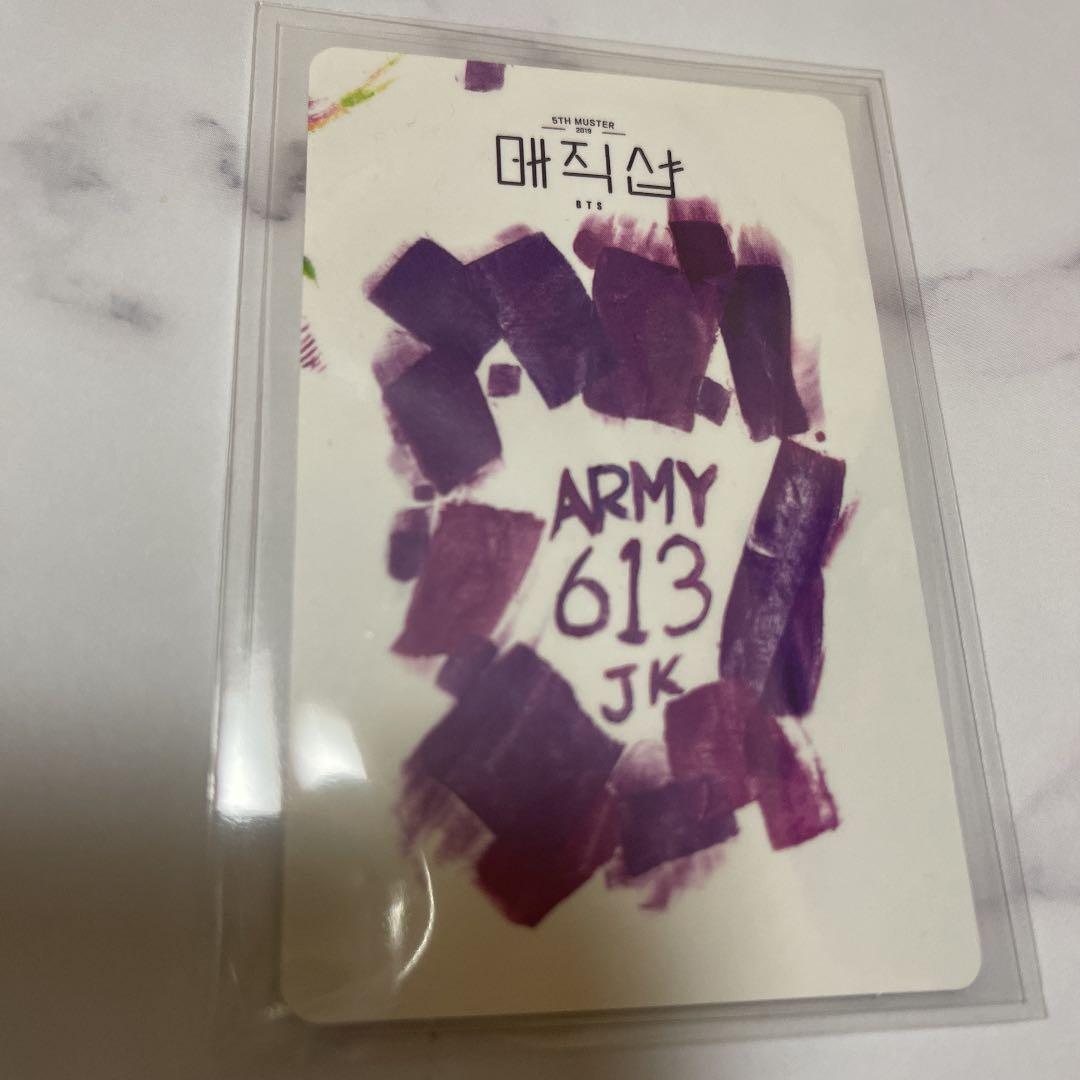 5TH MUSTER
2019
매직샵
BTS
ARMY
613
JK